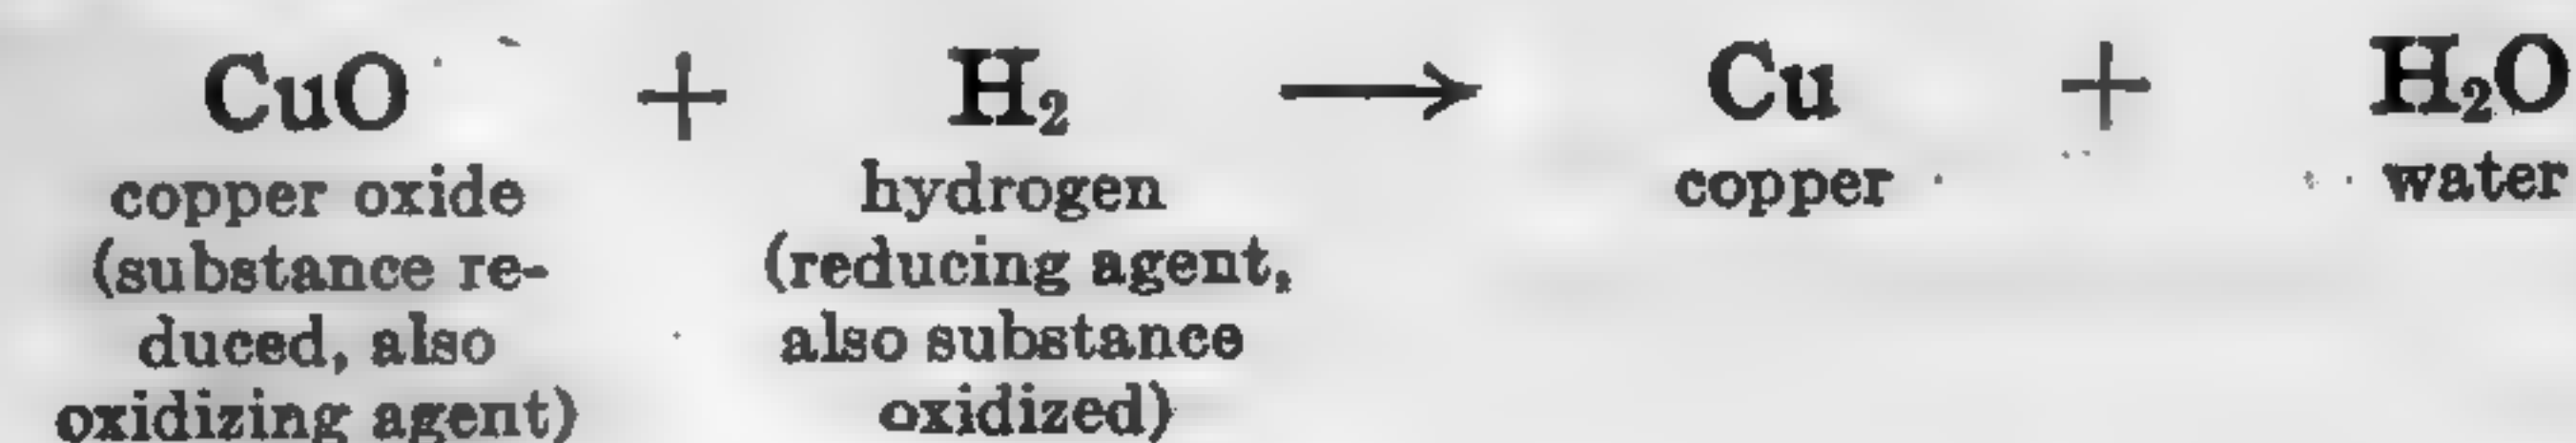 CuO + H₂ ⟶ Cu + H₂O
copper oxide hydrogen copper water
(substance re- (reducing agent,
duced, also also substance
oxidizing agent) oxidized)